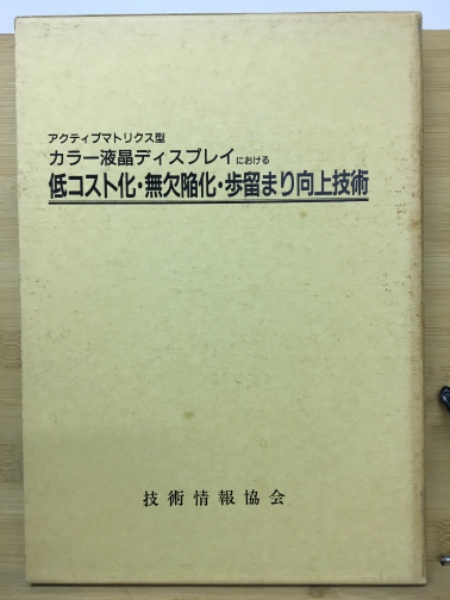 アクティブマトリクス型
カラー液晶ディスプレイにおける
低コスト化・無欠陥化・歩留まり向上技術
技術情報協会